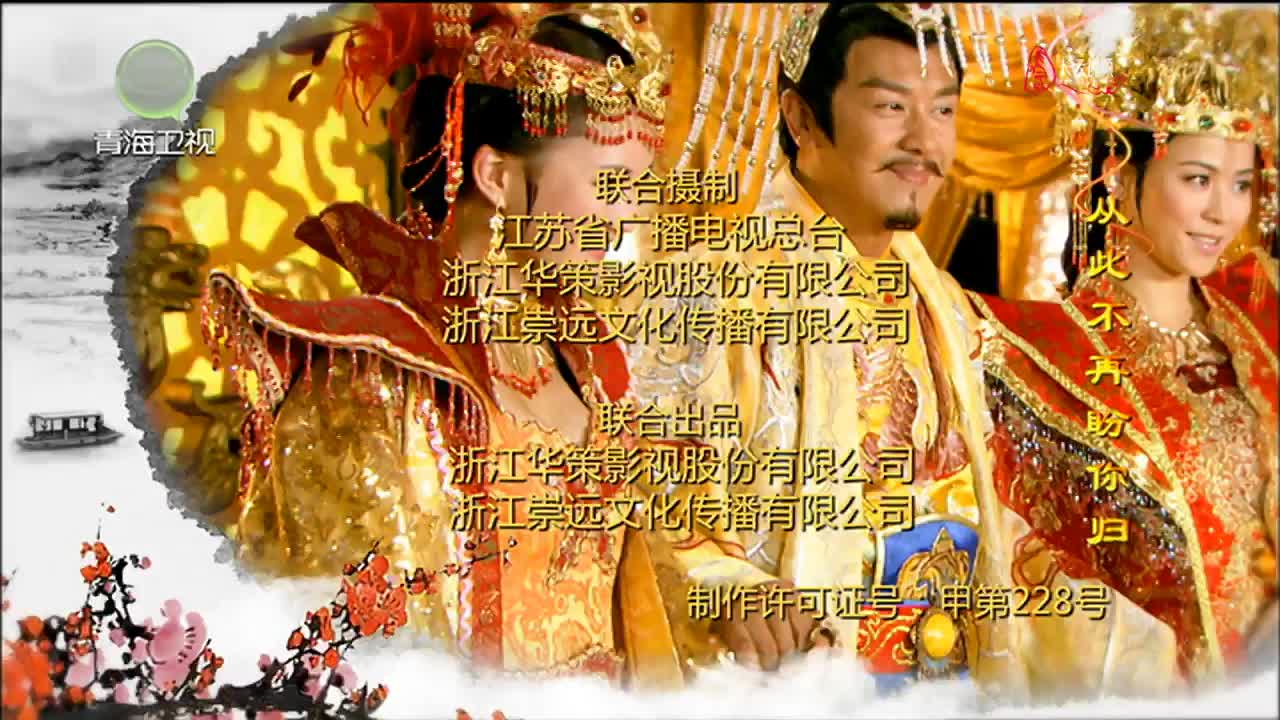 青海卫视
联合摄制
江苏省广播电视总台
浙江华策影视股份有限公司
浙江崇远文化传播有限公司
联合出品
浙江华策影视股份有限公司
浙江崇远文化传播有限公司
制作许可证号 甲第228号
从此不再盼你归